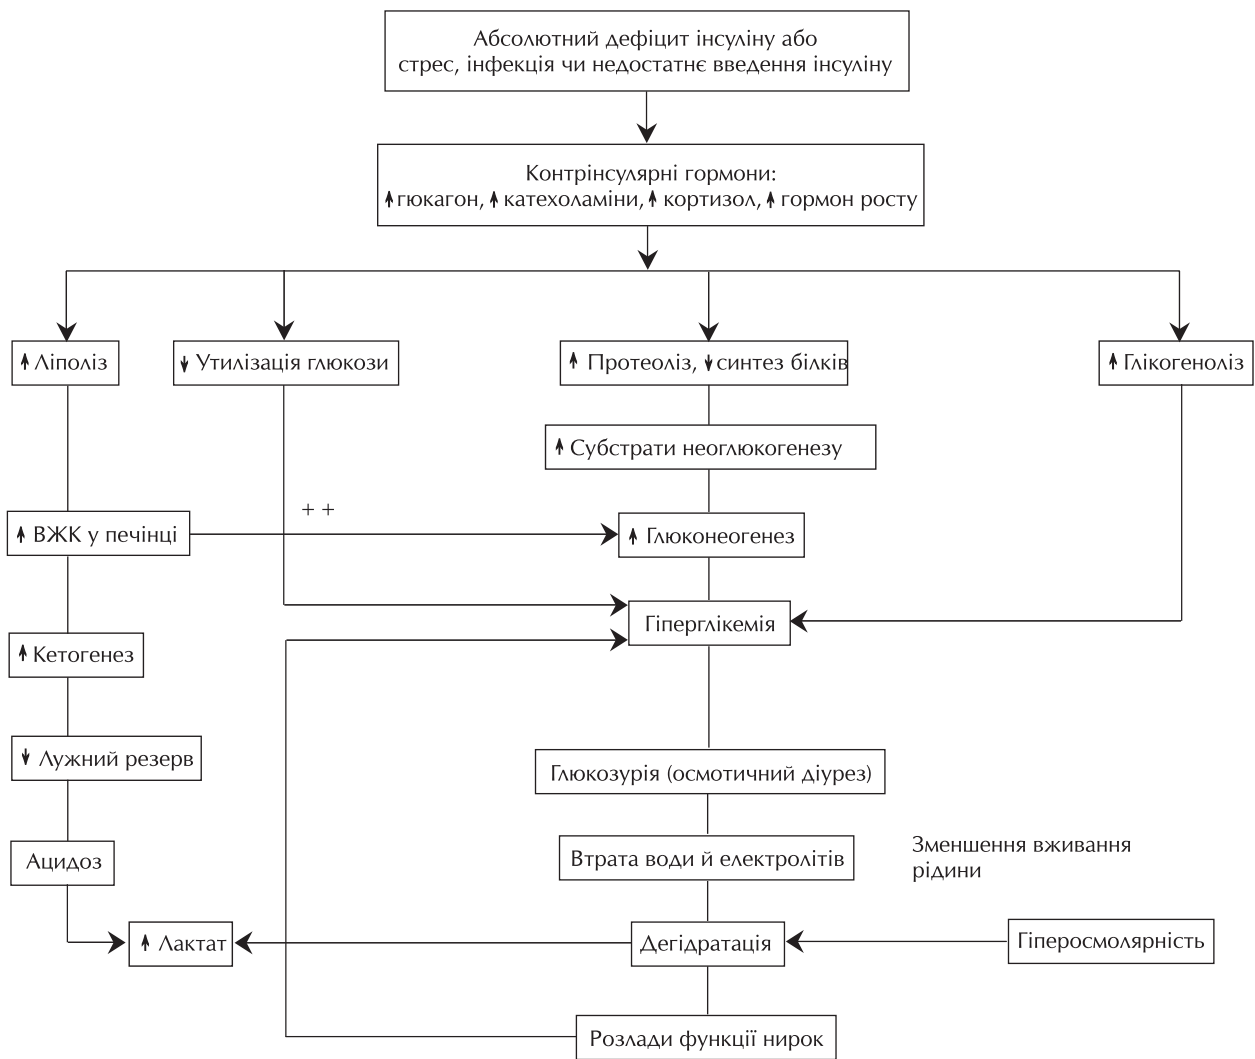 Абсолютний дефіцит інсуліну або
стрес, інфекція чи недостатнє введення інсуліну
Контрінсулярні гормони:
↑ гюкагон, ↑ катехоламіни, ↑ кортизол, ↑ гормон росту
↑ Ліполіз
↓ Утилізація глюкози
↑ Протеоліз, ↓ синтез білків
↑ Глікогеноліз
↑ Субстрати неоглюкогенезу
+ +
↑ ВЖК у печінці
↑ Глюконеогенез
Гіперглікемія
↑ Кетогенез
↓ Лужний резерв
Глюкозурія (осмотичний діурез)
Ацидоз
Втрата води й електролітів
Зменшення вживання
рідини
↑ Лактат
Дегідратація
Гіперосмолярність
Розлади функції нирок